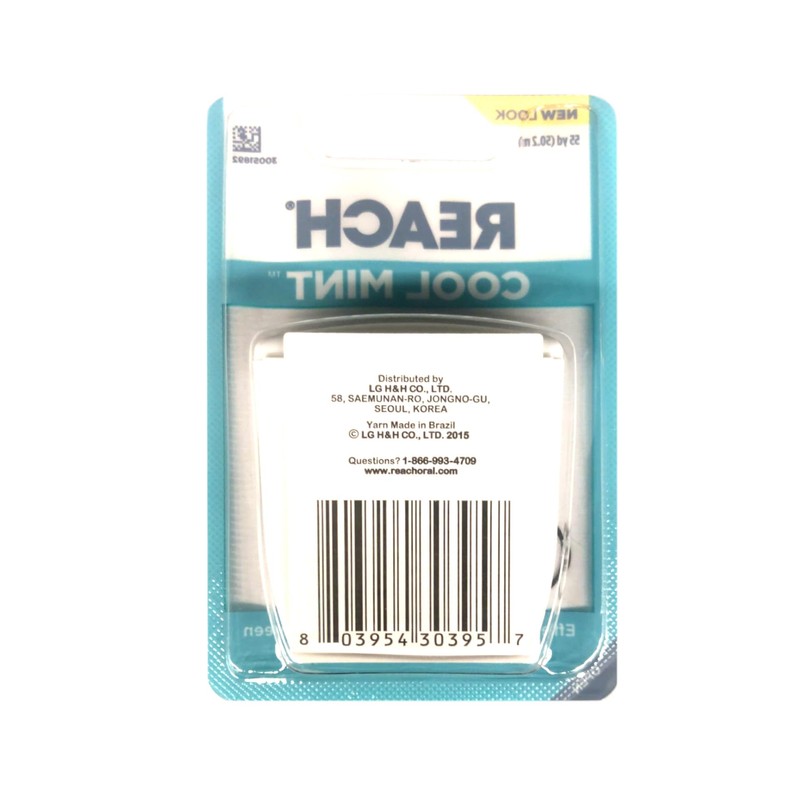 NEW LOOK
55 yd (50.2 m)
30051892
REACH®
COOL MINT™
Distributed by
LG H&H CO., LTD.
58, SAEMUNAN-RO, JONGNO-GU,
SEOUL, KOREA
Yarn Made in Brazil
© LG H&H CO., LTD. 2015
Questions? 1-866-993-4709
www.reachoral.com
8 03954 30395 7
OPEN